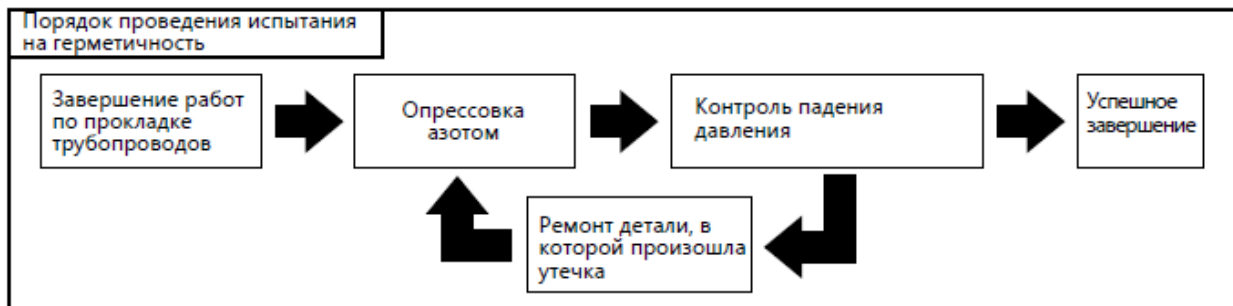 Порядок проведения испытания
на герметичность
Завершение работ
по прокладке
трубопроводов
Опрессовка
азотом
Контроль падения
давления
Успешное
завершение
Ремонт детали, в
которой произошла
утечка